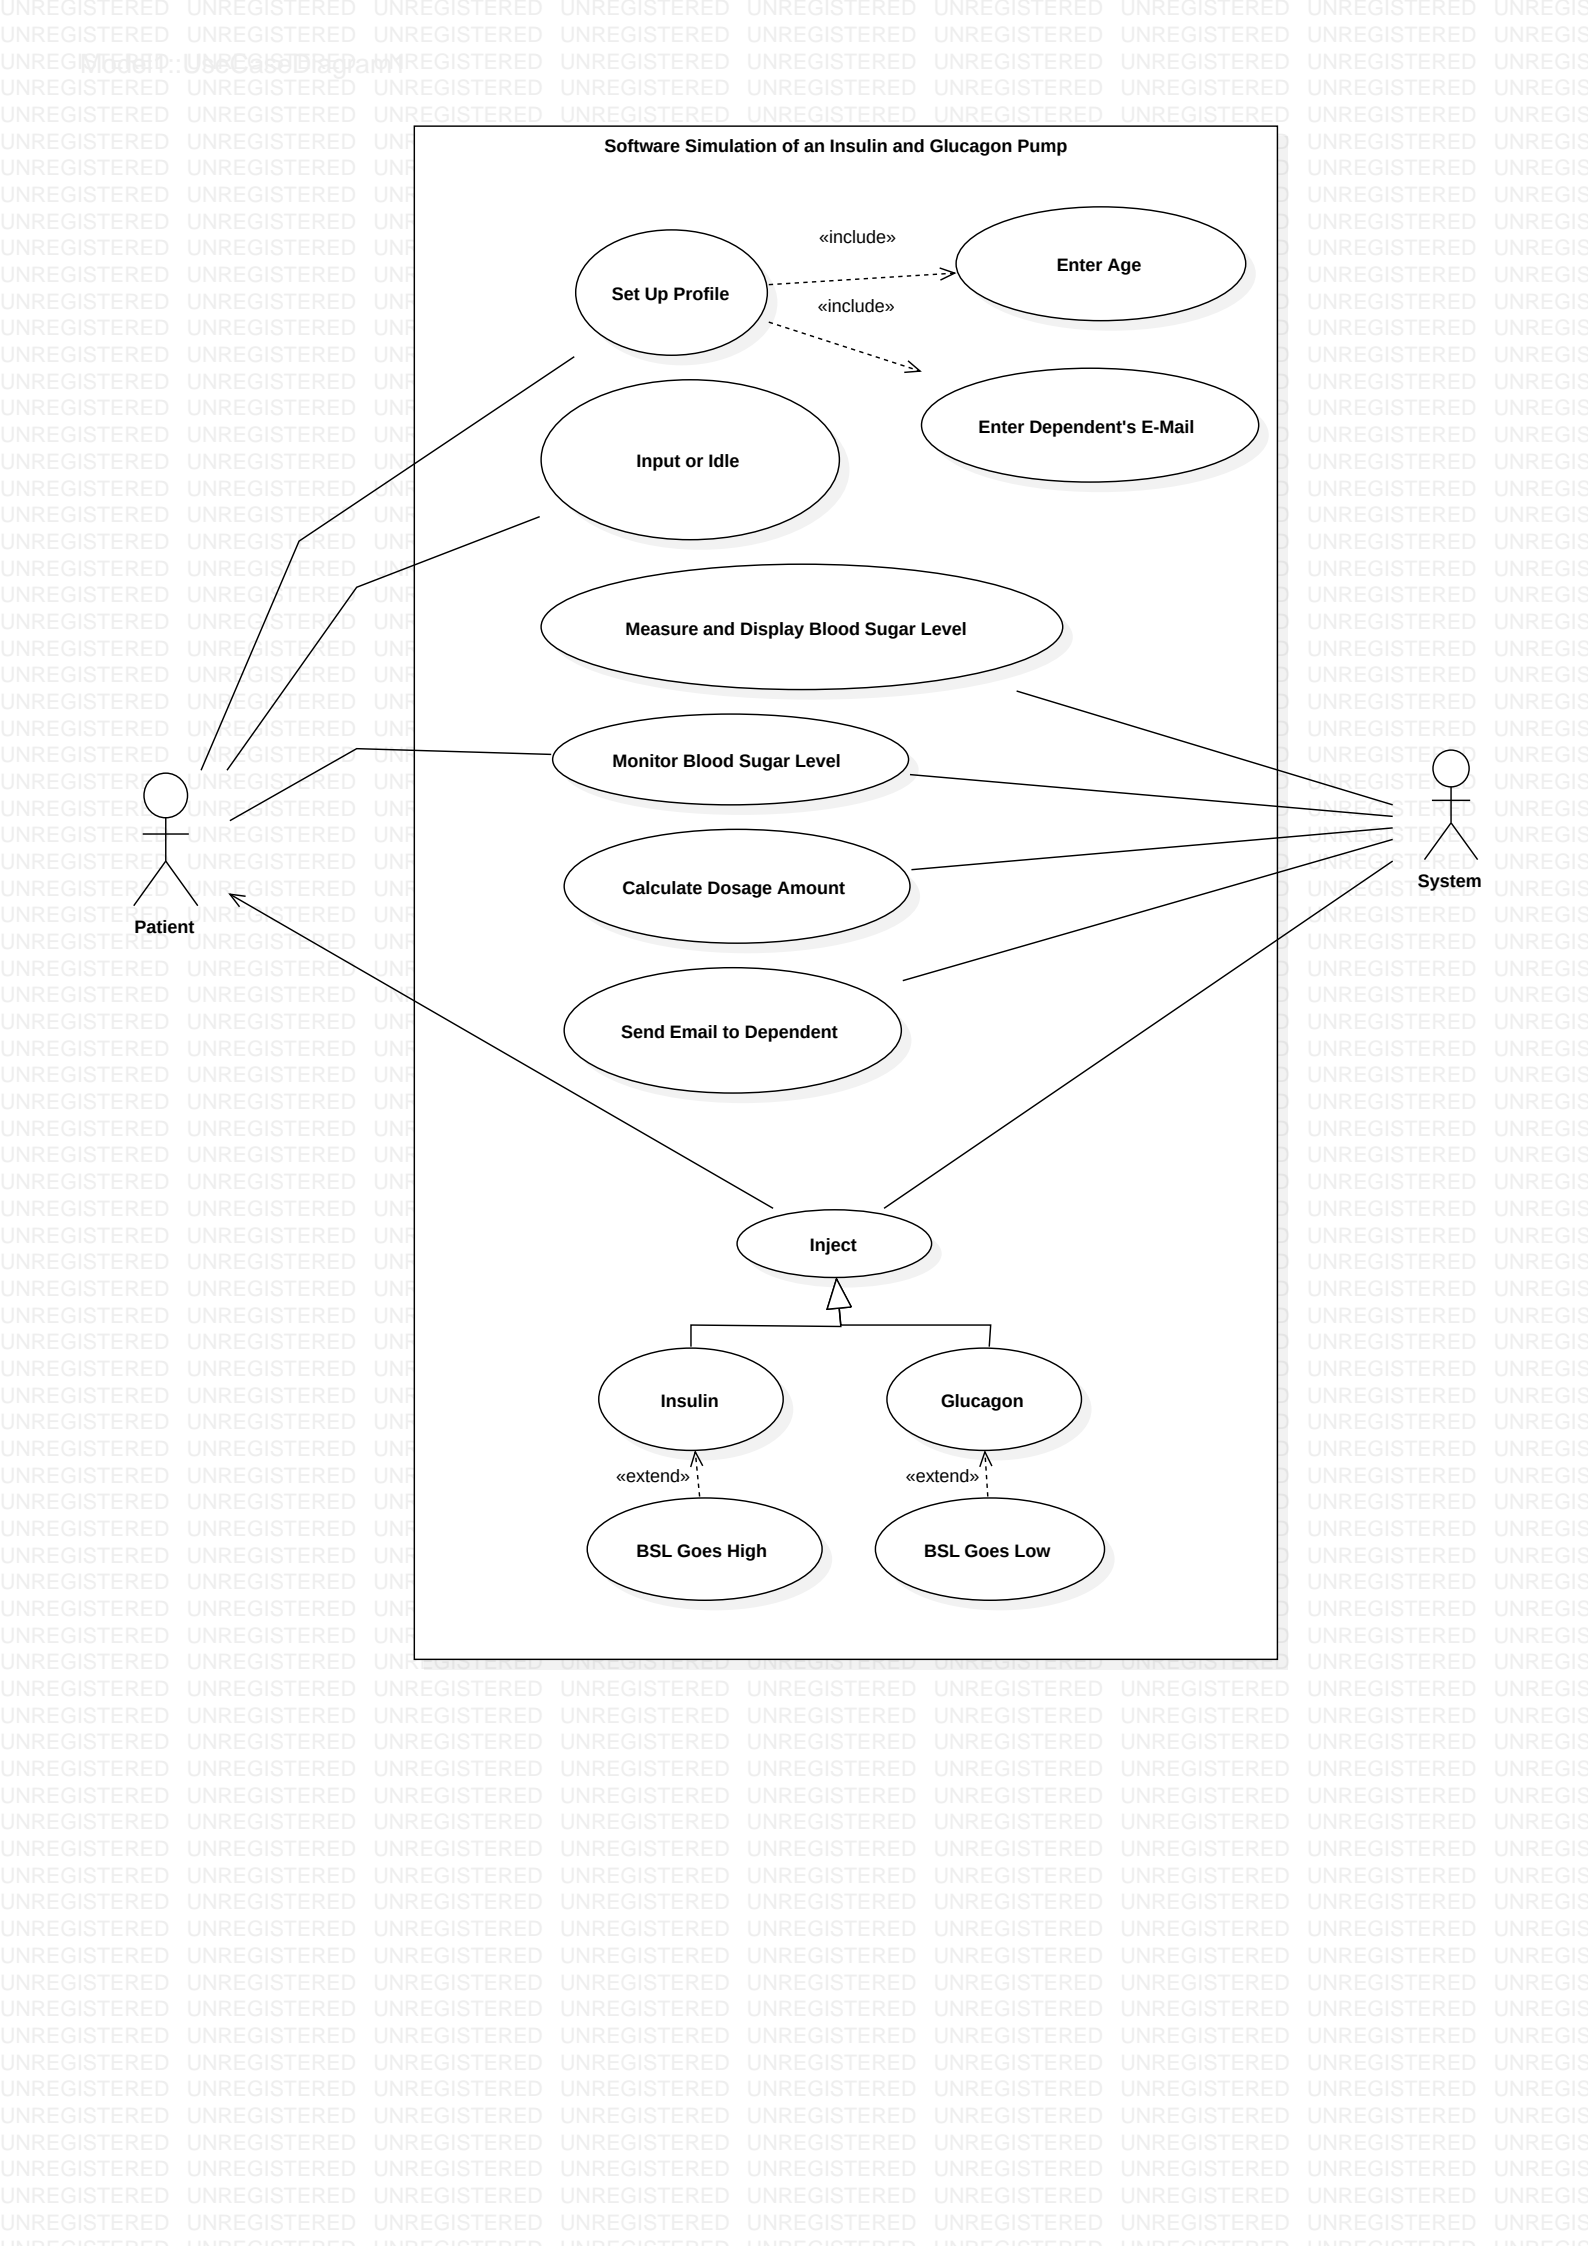 Model1::UseCaseDiagram1
Software Simulation of an Insulin and Glucagon Pump
«include»
Enter Age
Set Up Profile
«include»
Enter Dependent's E-Mail
Input or Idle
Measure and Display Blood Sugar Level
Monitor Blood Sugar Level
System
Calculate Dosage Amount
Patient
Send Email to Dependent
Inject
Insulin
Glucagon
«extend»
«extend»
BSL Goes High
BSL Goes Low
UNREGISTERED